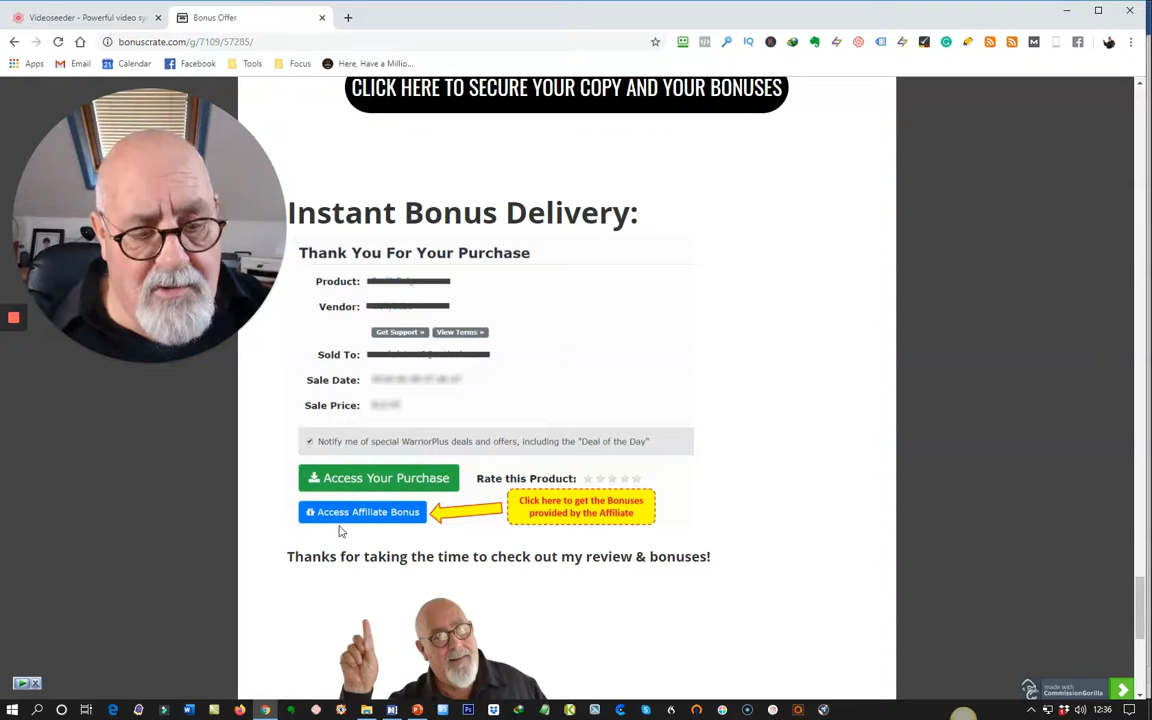 Videoseeder - Powerful video sy
Bonus Offer
bonuscrate.com/g/7109/57285/
Apps
Email
Calendar
Facebook
Tools
Focus
Here, Have a Millio...
CLICK HERE TO SECURE YOUR COPY AND YOUR BONUSES
Instant Bonus Delivery:
Thank You For Your Purchase
Product:
Vendor:
Get Support »
View Terms »
Sold To:
Sale Date:
Sale Price:
Notify me of special WarriorPlus deals and offers, including the "Deal of the Day"
Access Your Purchase
Rate this Product:
Click here to get the Bonuses
provided by the Affiliate
Access Affiliate Bonus
Thanks for taking the time to check out my review & bonuses!
made with
COMMISSIONGORILLA
12:36